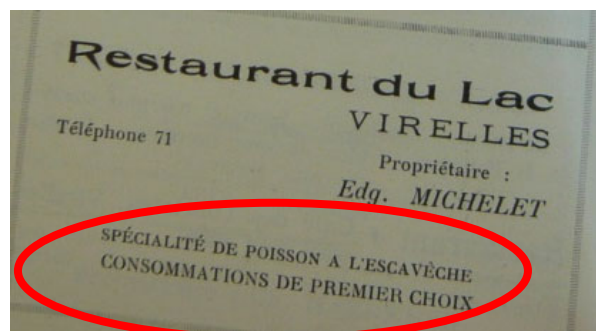 Restaurant du Lac
VIRELLES
Téléphone 71
Propriétaire :
Edg. MICHELET
SPÉCIALITÉ DE POISSON A L'ESCAVÈCHE
CONSOMMATIONS DE PREMIER CHOIX